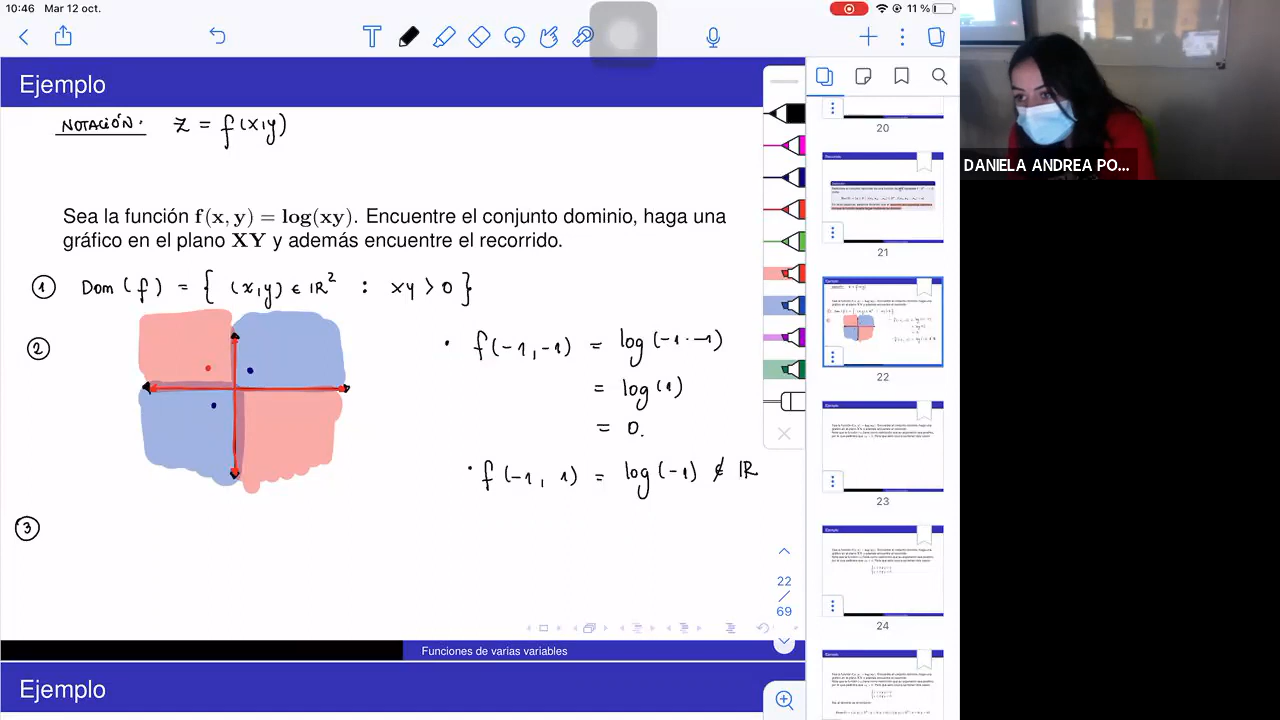 10:46 Mar 12 oct.
11 %
Ejemplo
NOTACIÓN: z = f(x,y)
Sea la función f(x, y) = log(xy). Encuentre el conjunto dominio, haga una
gráfico en el plano XY y además encuentre el recorrido.
① Dom (f) = { (x,y) ∈ IR² : xy > 0 }
②
· f(-1,-1) = log(-1·-1)
= log(1)
= 0.
· f(-1, 1) = log(-1) ∉ IR
③
22
/
69
Funciones de varias variables
Ejemplo
20
21
22
23
24
DANIELA ANDREA PO...